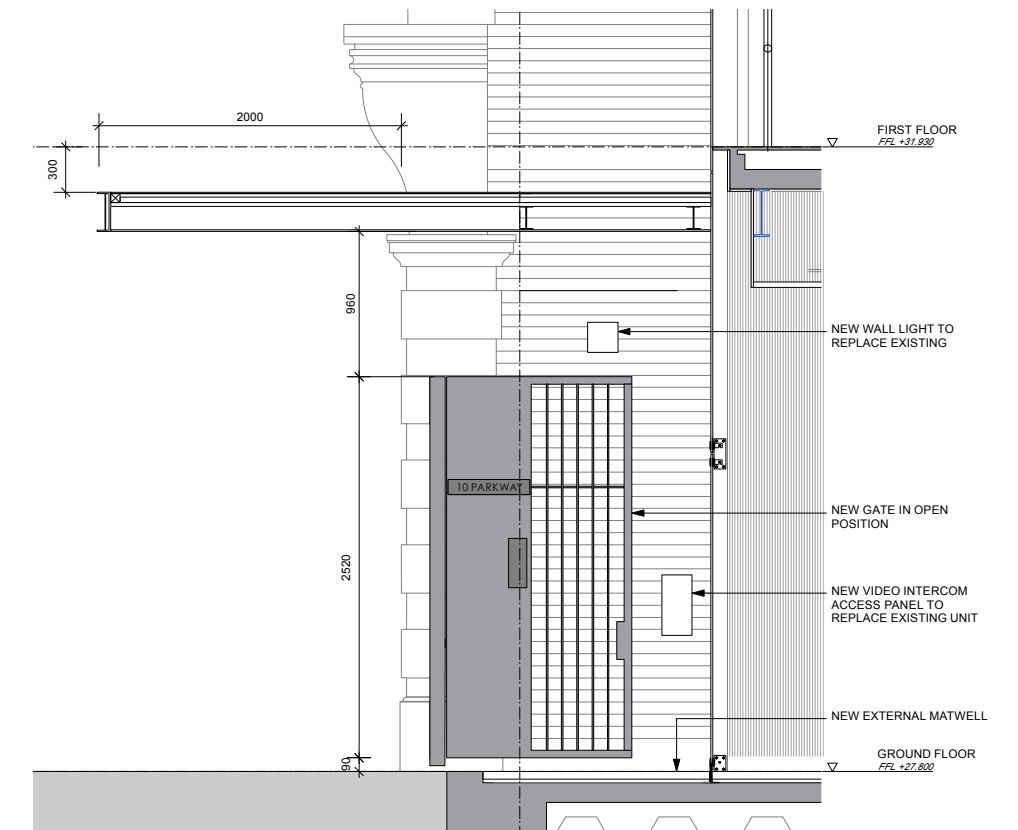 2000
FIRST FLOOR
FFL +31.930
300
960
NEW WALL LIGHT TO
REPLACE EXISTING
10 PARKWAY
NEW GATE IN OPEN
POSITION
2520
NEW VIDEO INTERCOM
ACCESS PANEL TO
REPLACE EXISTING UNIT
NEW EXTERNAL MATWELL
GROUND FLOOR
FFL +27.800
90